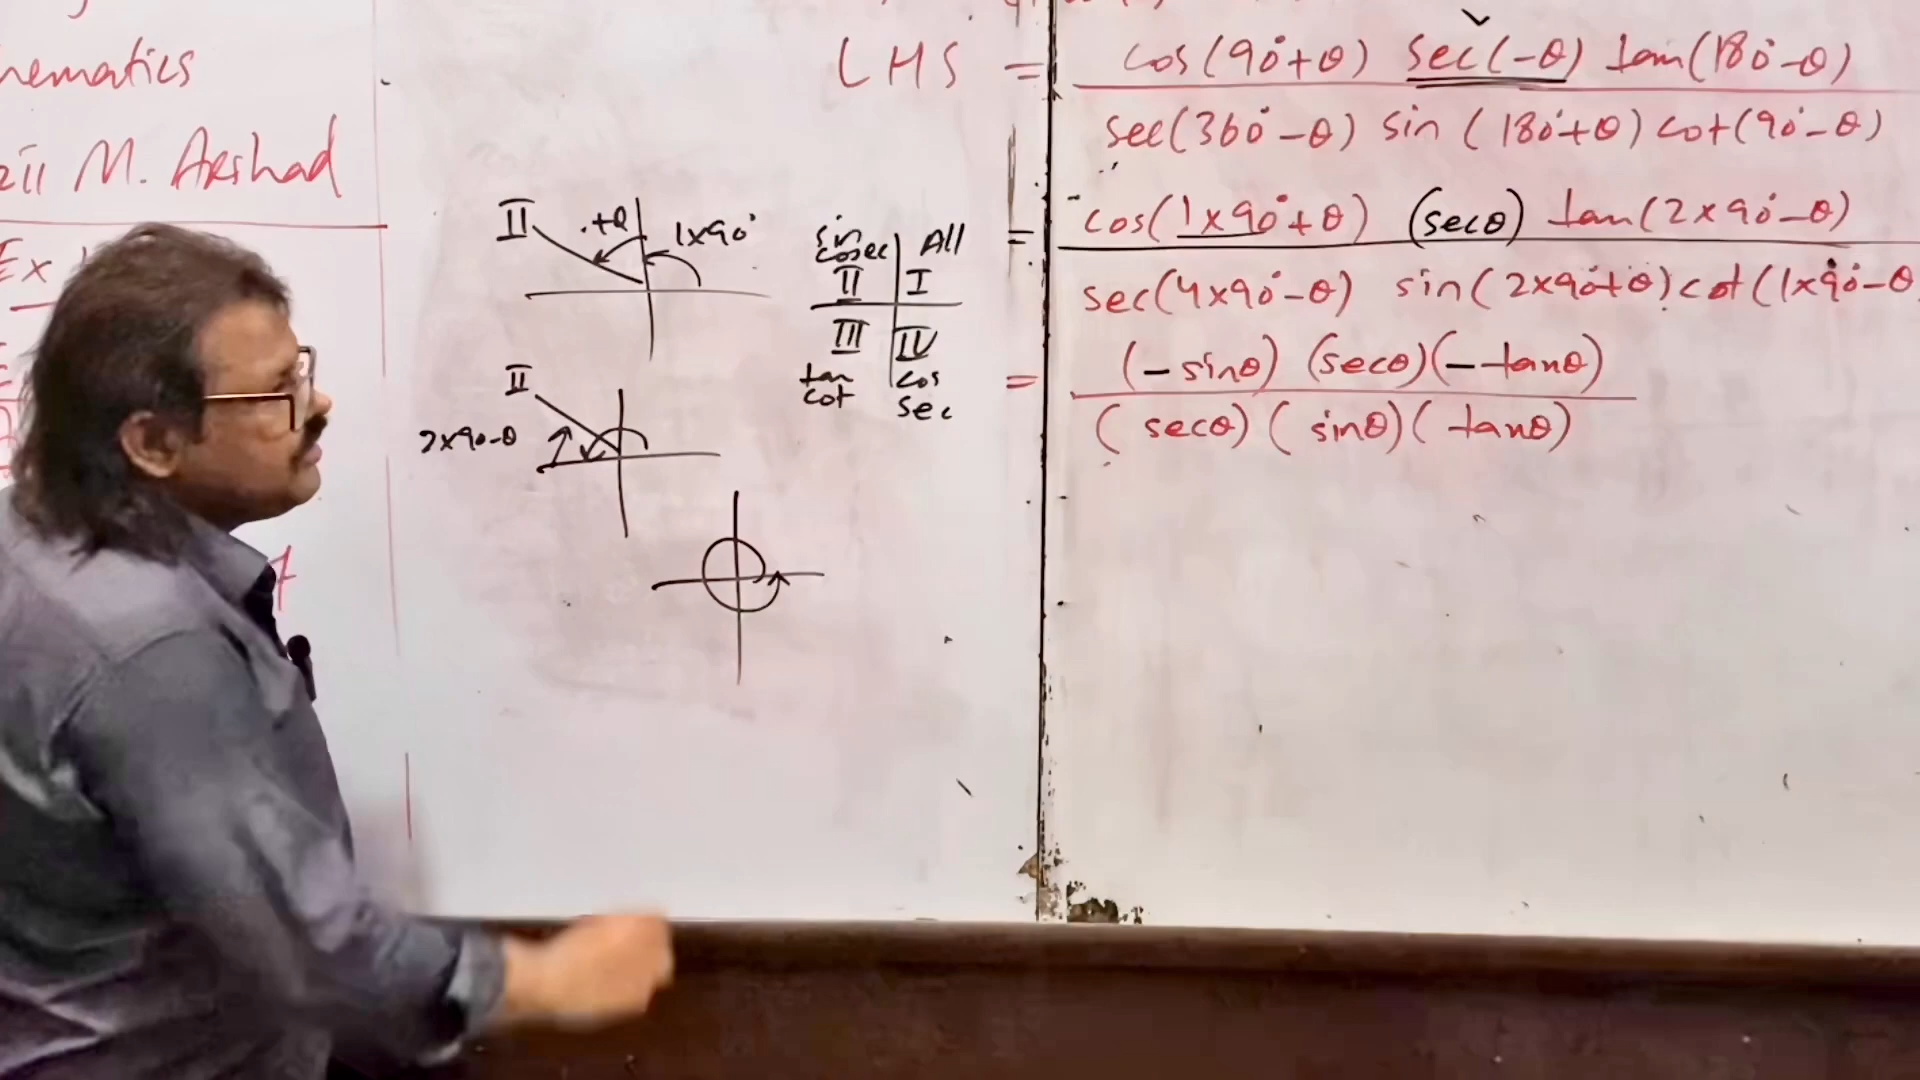 M. Arshad
Ex
II +θ 1x90°
II
2x90-θ
sin
cosec All
II I
III IV
tan cos
cot sec
LHS = cos(90°+θ) sec(-θ) tan(180°-θ)
sec(360°-θ) sin(180°+θ) cot(90°-θ)
= cos(1x90°+θ) (secθ) tan(2x90°-θ)
sec(4x90°-θ) sin(2x90°+θ) cot(1x90°-θ
= (-sinθ) (secθ)(-tanθ)
(secθ)(sinθ)(tanθ)